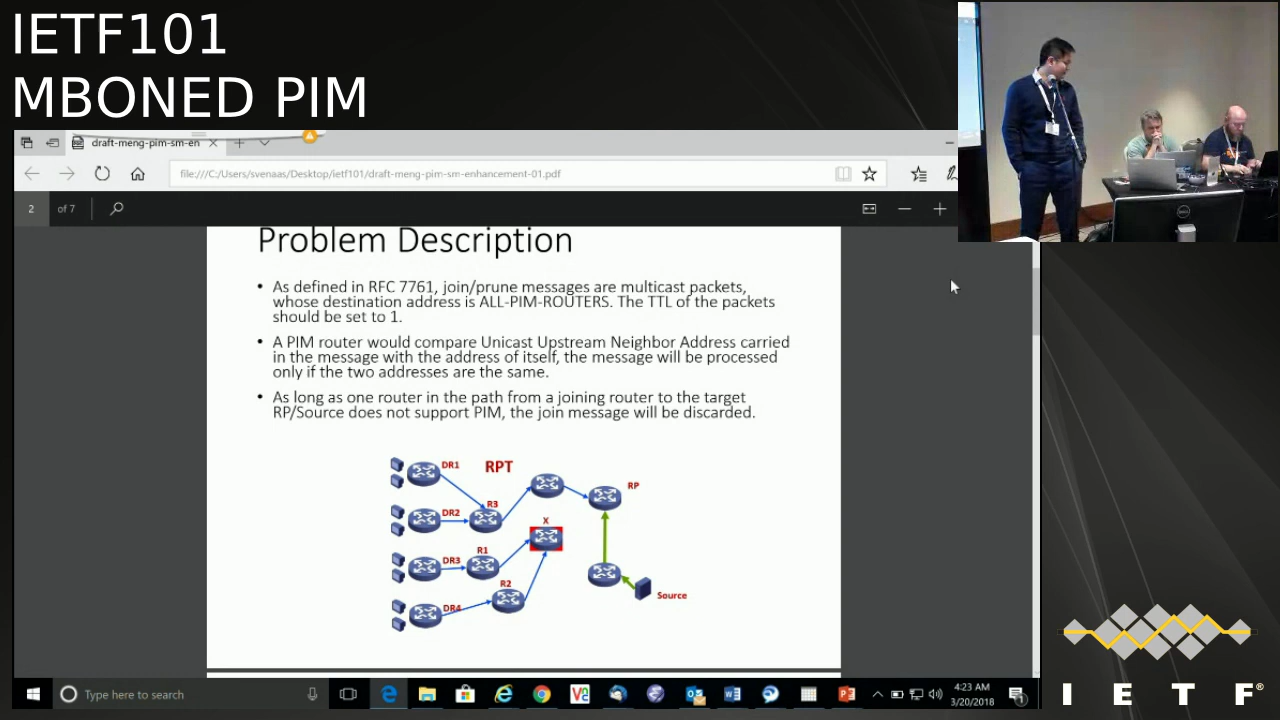 IETF101
MBONED PIM
draft-meng-pim-sm-en
file:///C:/Users/svenaas/Desktop/ietf101/draft-meng-pim-sm-enhancement-01.pdf
2 of 7
Problem Description
• As defined in RFC 7761, join/prune messages are multicast packets,
whose destination address is ALL-PIM-ROUTERS. The TTL of the packets
should be set to 1.
• A PIM router would compare Unicast Upstream Neighbor Address carried
in the message with the address of itself, the message will be processed
only if the two addresses are the same.
• As long as one router in the path from a joining router to the target
RP/Source does not support PIM, the join message will be discarded.
DR1 RPT
RP
R3
DR2
X
R1
DR3
R2
DR4
Source
DELL
Type here to search
4:23 AM
3/20/2018
I E T F®